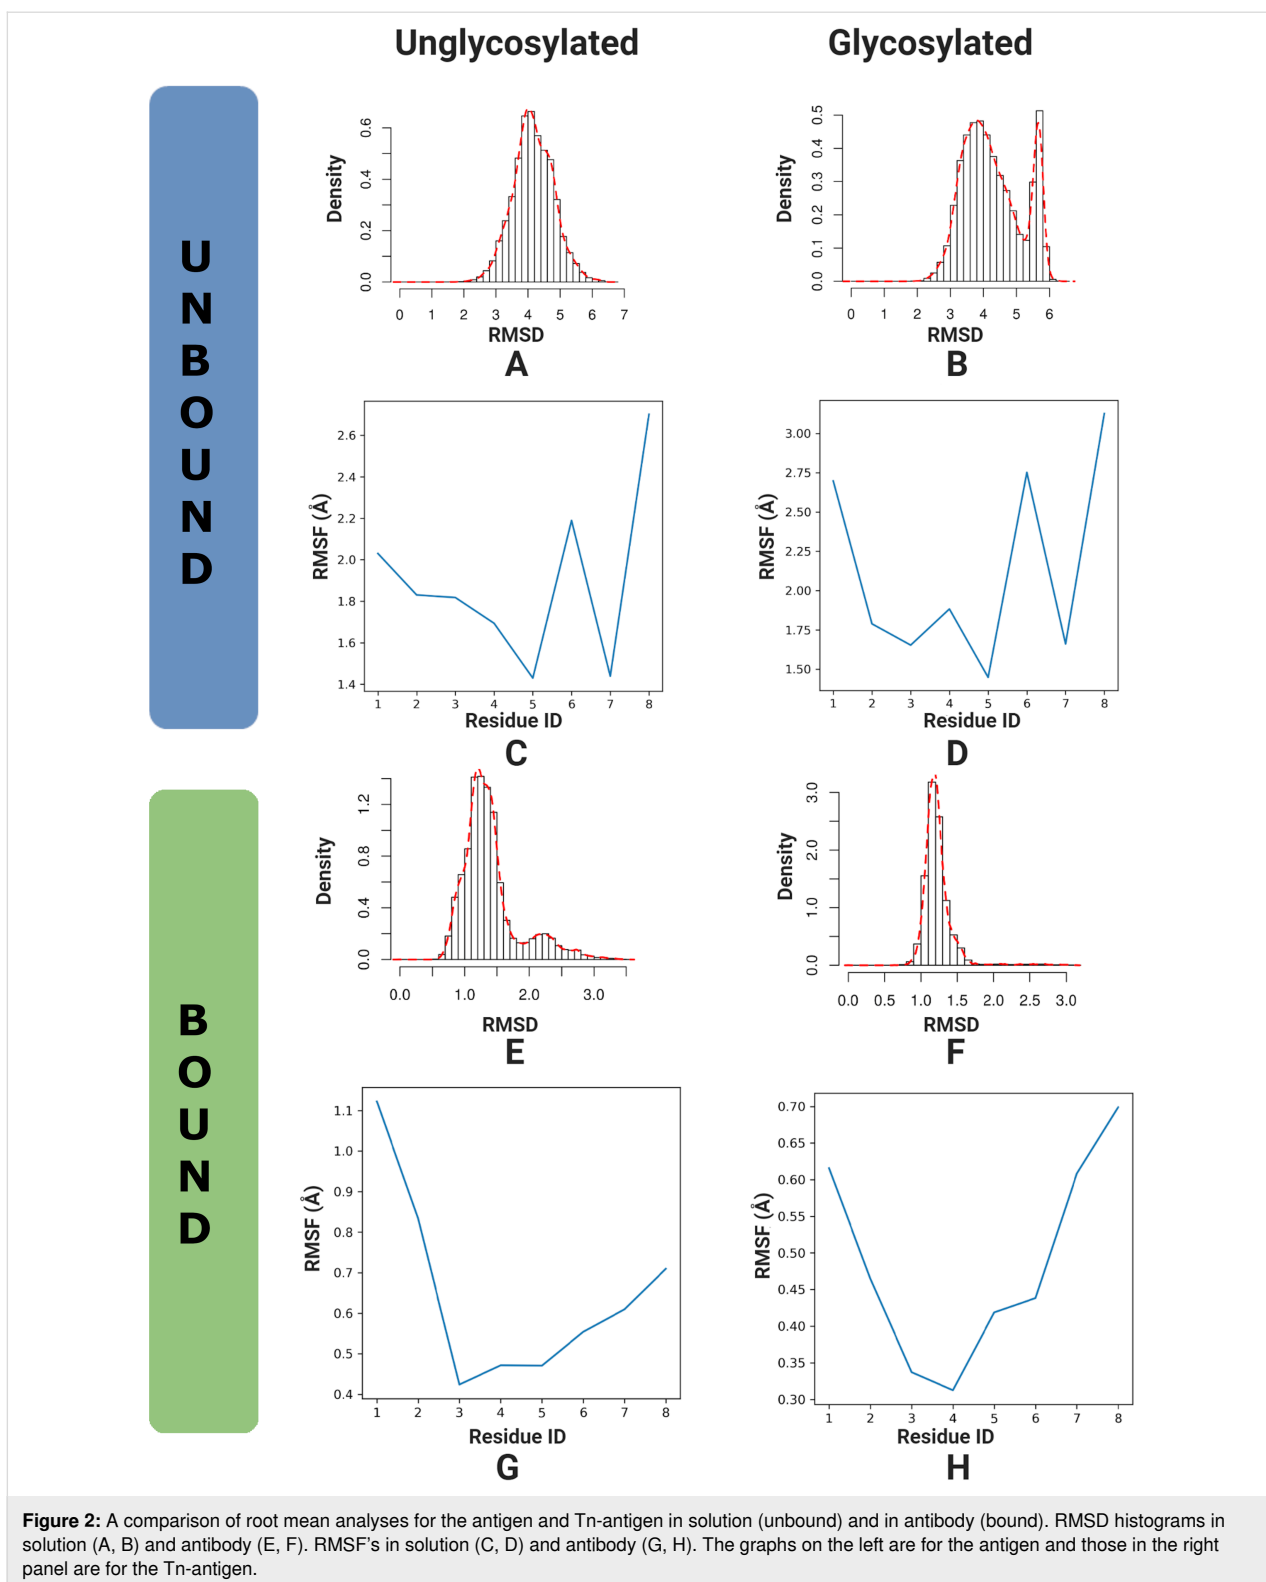 Unglycosylated Glycosylated
U
N
B
O
U
N
D
Density
0.0 0.2 0.4 0.6
0 1 2 3 4 5 6 7
RMSD
A
Density
0.0 0.1 0.2 0.3 0.4 0.5
0 1 2 3 4 5 6
RMSD
B
RMSF (Å)
2.6
2.4
2.2
2.0
1.8
1.6
1.4
1 2 3 4 5 6 7 8
Residue ID
C
RMSF (Å)
3.00
2.75
2.50
2.25
2.00
1.75
1.50
1 2 3 4 5 6 7 8
Residue ID
D
B
O
U
N
D
Density
0.0 0.4 0.8 1.2
0.0 1.0 2.0 3.0
RMSD
E
Density
0.0 1.0 2.0 3.0
0.0 0.5 1.0 1.5 2.0 2.5 3.0
RMSD
F
RMSF (Å)
1.1
1.0
0.9
0.8
0.7
0.6
0.5
0.4
1 2 3 4 5 6 7 8
Residue ID
G
RMSF (Å)
0.70
0.65
0.60
0.55
0.50
0.45
0.40
0.35
0.30
1 2 3 4 5 6 7 8
Residue ID
H
Figure 2: A comparison of root mean analyses for the antigen and Tn-antigen in solution (unbound) and in antibody (bound). RMSD histograms in
solution (A, B) and antibody (E, F). RMSF's in solution (C, D) and antibody (G, H). The graphs on the left are for the antigen and those in the right
panel are for the Tn-antigen.